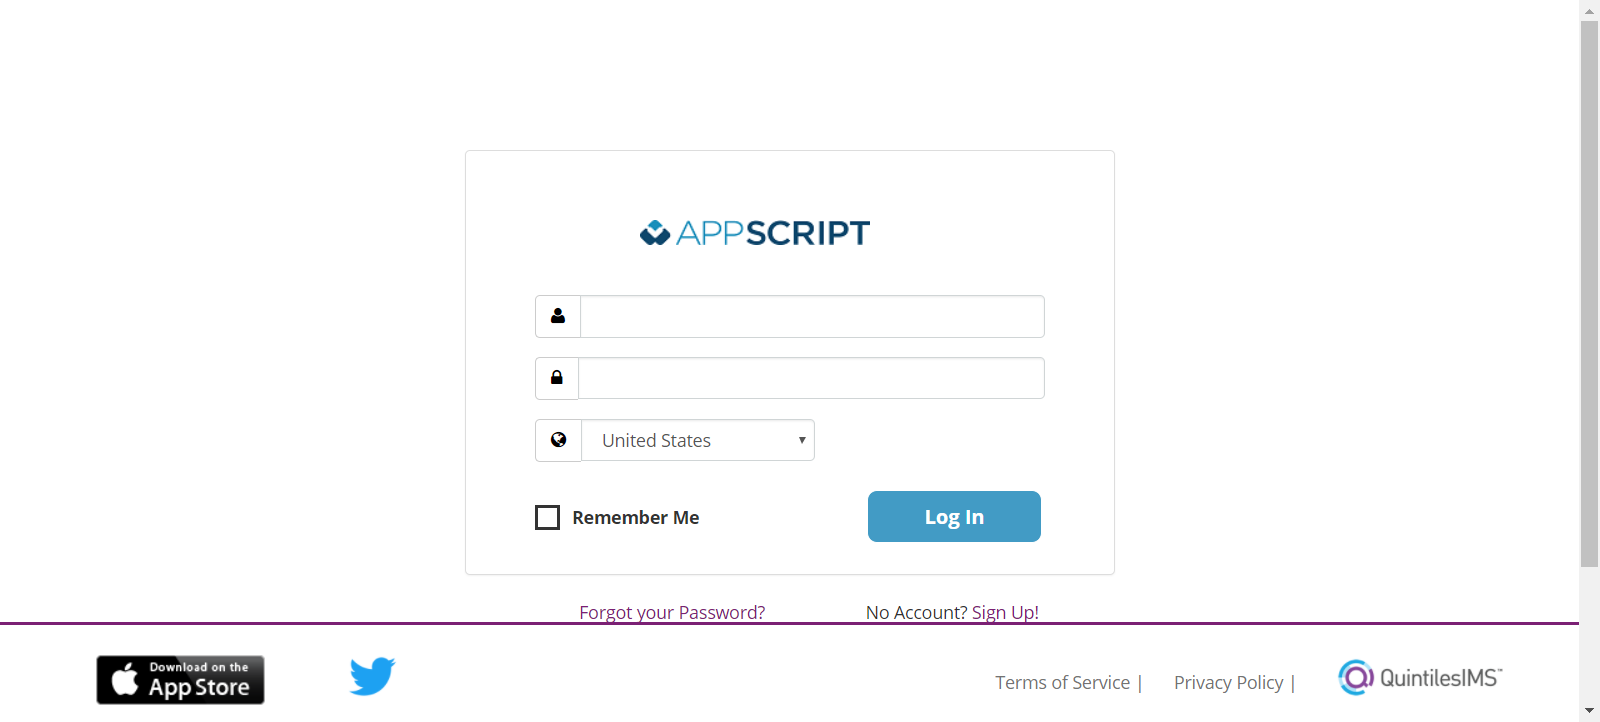 APPSCRIPT
United States
Remember Me
Log In
Forgot your Password?
No Account? Sign Up!
Download on the
App Store
Terms of Service |
Privacy Policy |
QuintilesIMS™